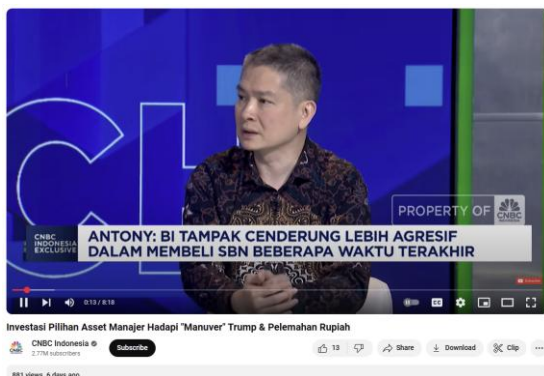 PROPERTY OF
CNBC
INDONESIA
CNBC
INDONESIA
EXCLUSIVE
ANTONY: BI TAMPAK CENDERUNG LEBIH AGRESIF
DALAM MEMBELI SBN BEBERAPA WAKTU TERAKHIR
0:13 / 8:18
Investasi Pilihan Asset Manajer Hadapi "Manuver" Trump & Pelemahan Rupiah
CNBC Indonesia
2.77M subscribers
Subscribe
13
Share
Download
Clip
881 views 6 days ago